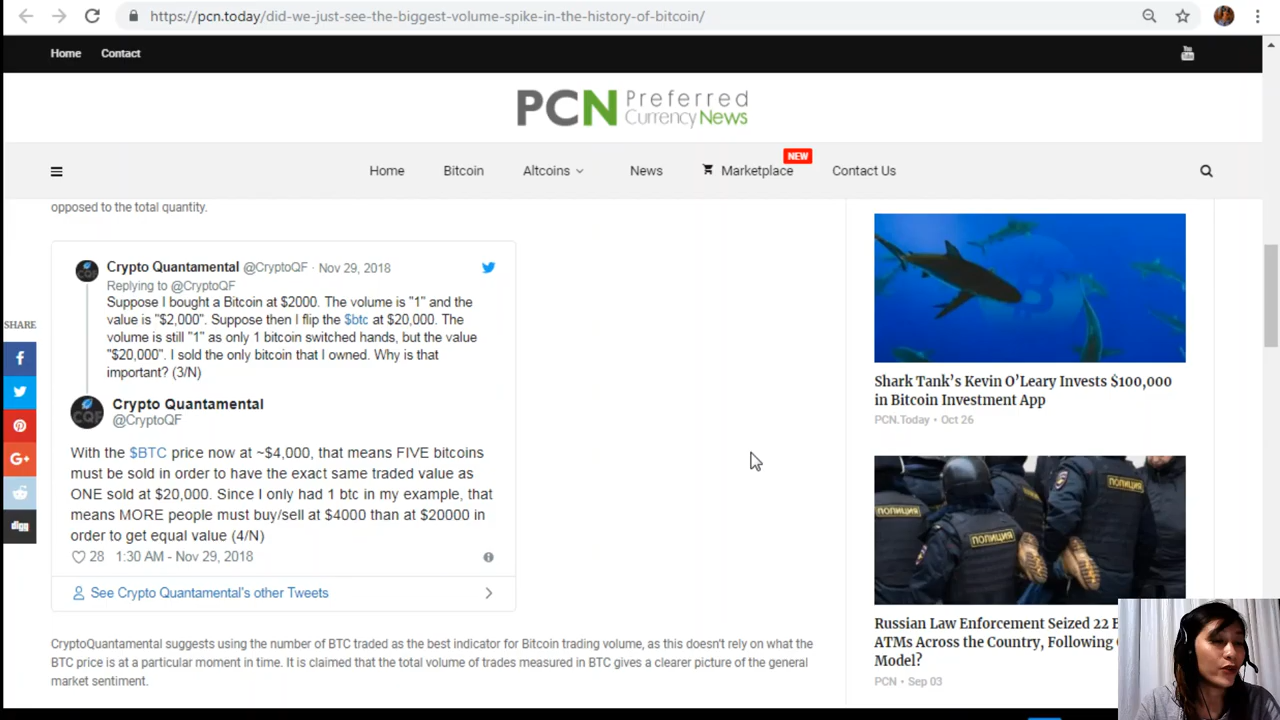 https://pcn.today/did-we-just-see-the-biggest-volume-spike-in-the-history-of-bitcoin/
Home Contact
You Tube
PCN Preferred
Currency News
Home Bitcoin Altcoins News Marketplace NEW Contact Us
opposed to the total quantity.
Crypto Quantamental @CryptoQF · Nov 29, 2018
Replying to @CryptoQF
Suppose I bought a Bitcoin at $2000. The volume is "1" and the
value is "$2,000". Suppose then I flip the $btc at $20,000. The
volume is still "1" as only 1 bitcoin switched hands, but the value
"$20,000". I sold the only bitcoin that I owned. Why is that
important? (3/N)
CQF
Crypto Quantamental
@CryptoQF
With the $BTC price now at ~$4,000, that means FIVE bitcoins
must be sold in order to have the exact same traded value as
ONE sold at $20,000. Since I only had 1 btc in my example, that
means MORE people must buy/sell at $4000 than at $20000 in
order to get equal value (4/N)
28 1:30 AM - Nov 29, 2018
See Crypto Quantamental's other Tweets
CryptoQuantamental suggests using the number of BTC traded as the best indicator for Bitcoin trading volume, as this doesn't rely on what the
BTC price is at a particular moment in time. It is claimed that the total volume of trades measured in BTC gives a clearer picture of the general
market sentiment.
SHARE
G+
digg
Shark Tank's Kevin O'Leary Invests $100,000
in Bitcoin Investment App
PCN.Today • Oct 26
ПОЛИЦИЯ
ПОЛИЦИЯ
ПОЛИЦИЯ
Russian Law Enforcement Seized 22
ATMs Across the Country, Following
Model?
PCN • Sep 03